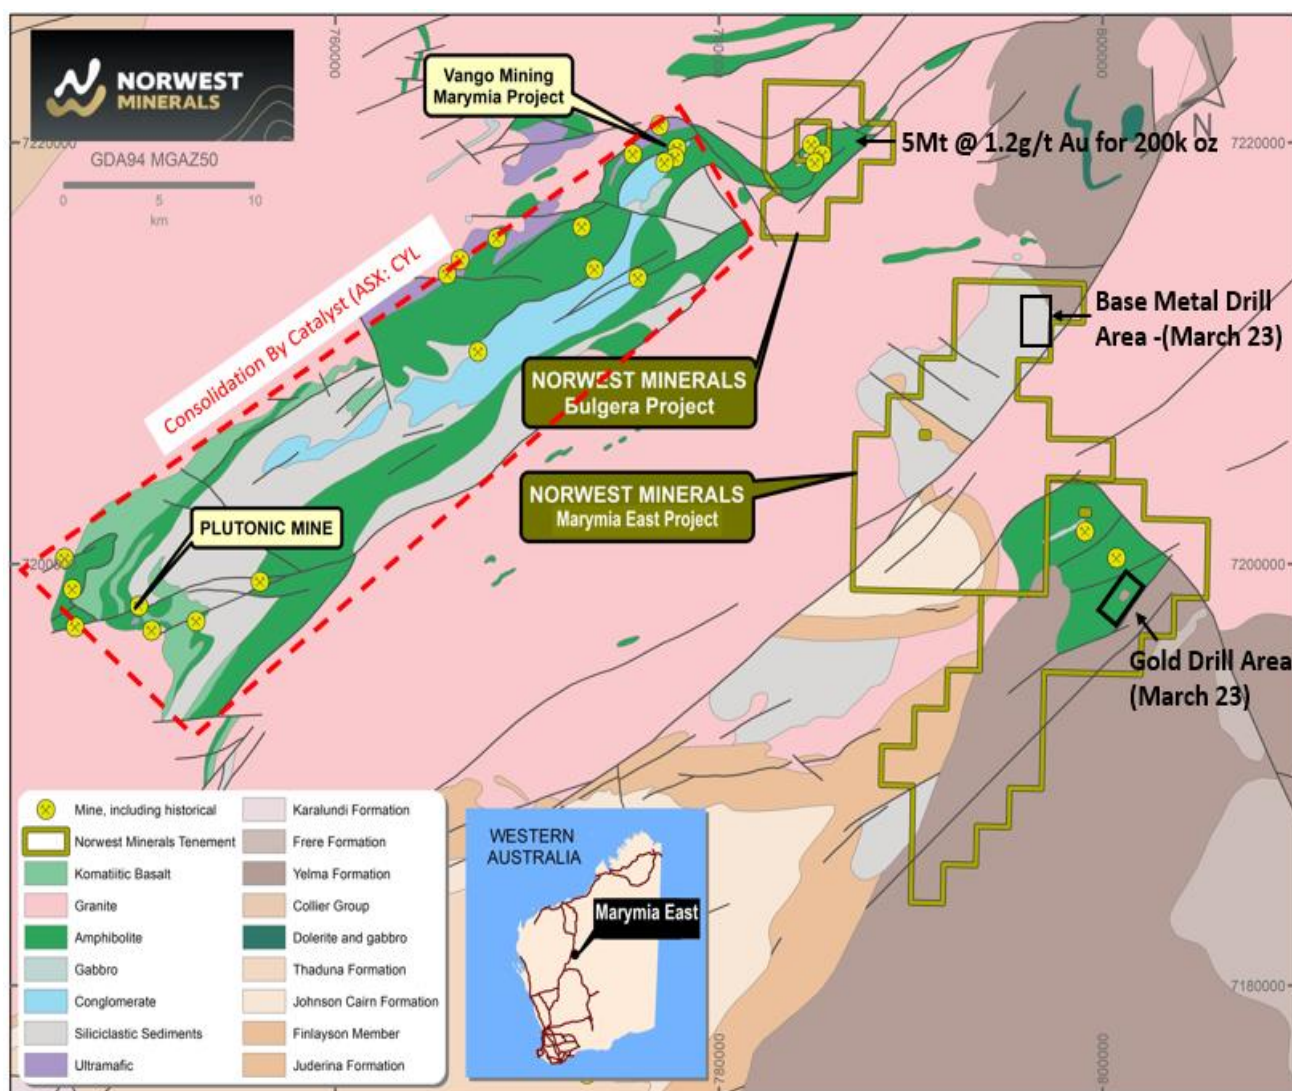 NORWEST
MINERALS
GDA94 MGAZ50
0 5 10
km
760000
780000
800000
Vango Mining
Marymia Project
N
7220000
7220000
5Mt @ 1.2g/t Au for 200k oz
Consolidation By Catalyst (ASX: CYL
Base Metal Drill
Area -(March 23)
NORWEST MINERALS
Bulgera Project
NORWEST MINERALS
Marymia East Project
PLUTONIC MINE
7200000
7200000
Gold Drill Area
(March 23)
Mine, including historical
Norwest Minerals Tenement
Komatiitic Basalt
Granite
Amphibolite
Gabbro
Conglomerate
Siliciclastic Sediments
Ultramafic
Karalundi Formation
Frere Formation
Yelma Formation
Collier Group
Dolerite and gabbro
Thaduna Formation
Johnson Cairn Formation
Finlayson Member
Juderina Formation
WESTERN
AUSTRALIA
Marymia East
7180000
780000
800000